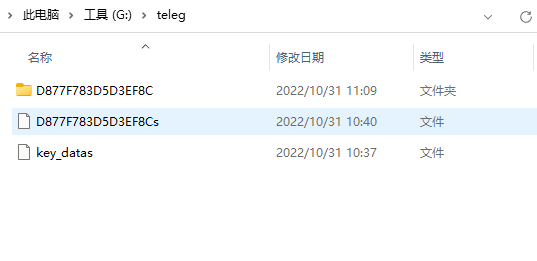 此电脑 > 工具 (G:) > teleg
名称 修改日期 类型
D877F783D5D3EF8C 2022/10/31 11:09 文件夹
D877F783D5D3EF8Cs 2022/10/31 10:40 文件
key_datas 2022/10/31 10:37 文件